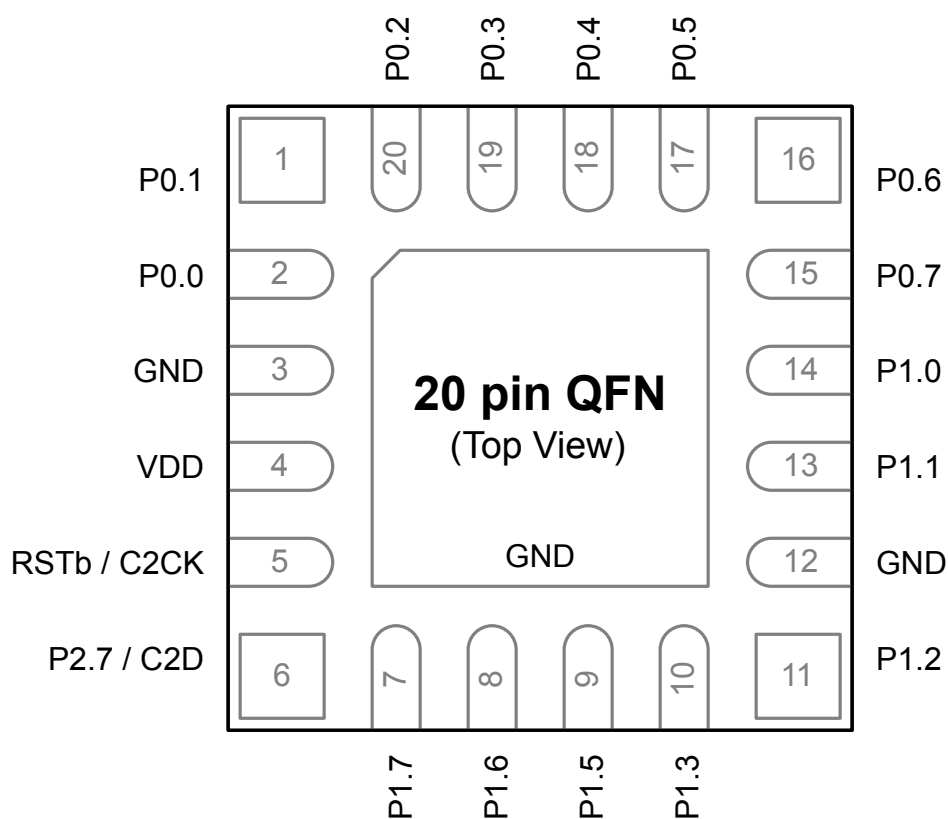 P0.2
P0.3
P0.4
P0.5
1
20
19
18
17
16
P0.1
P0.6
P0.0
2
15
P0.7
GND
3
14
P1.0
20 pin QFN
(Top View)
VDD
4
13
P1.1
RSTb / C2CK
5
GND
12
GND
P2.7 / C2D
6
7
8
9
10
11
P1.2
P1.7
P1.6
P1.5
P1.3